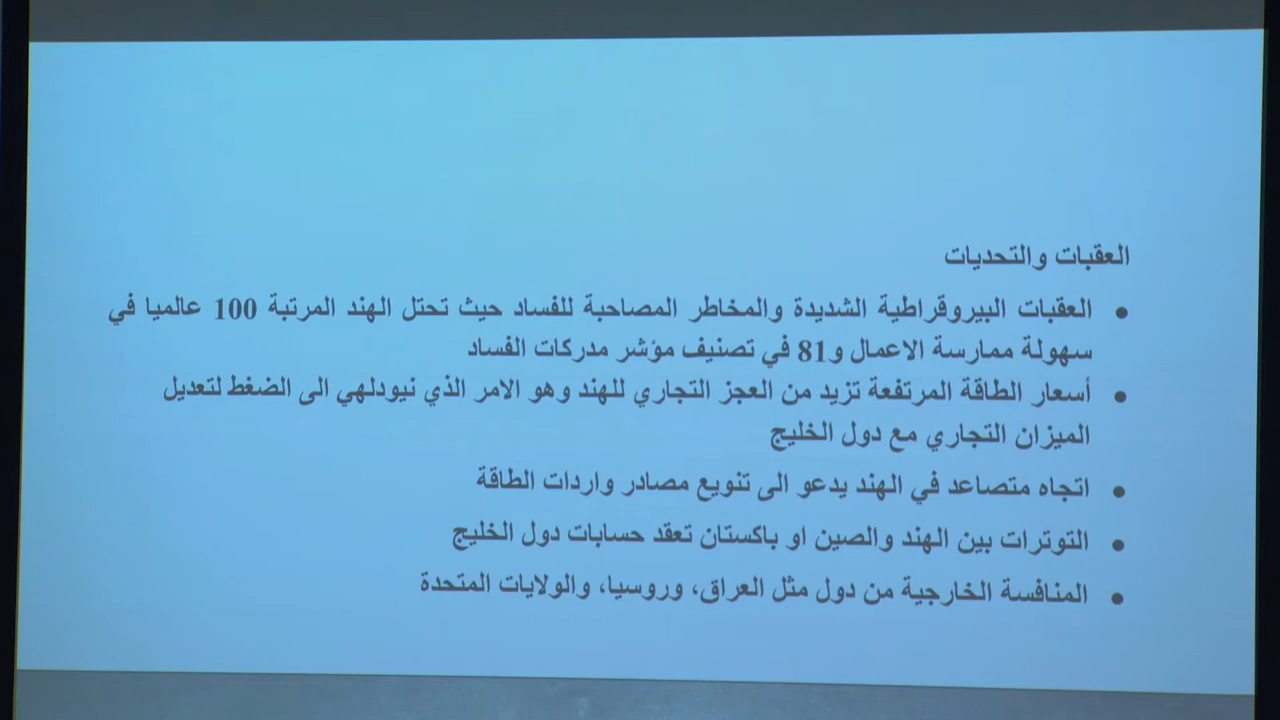 العقبات والتحديات
● العقبات البيروقراطية الشديدة والمخاطر المصاحبة للفساد حيث تحتل الهند المرتبة 100 عالميا في
سهولة ممارسة الاعمال و81 في تصنيف مؤشر مدركات الفساد
● أسعار الطاقة المرتفعة تزيد من العجز التجاري للهند وهو الامر الذي نيودلهي الى الضغط لتعديل
الميزان التجاري مع دول الخليج
● اتجاه متصاعد في الهند يدعو الى تنويع مصادر واردات الطاقة
● التوترات بين الهند والصين او باكستان تعقد حسابات دول الخليج
● المنافسة الخارجية من دول مثل العراق، وروسيا، والولايات المتحدة